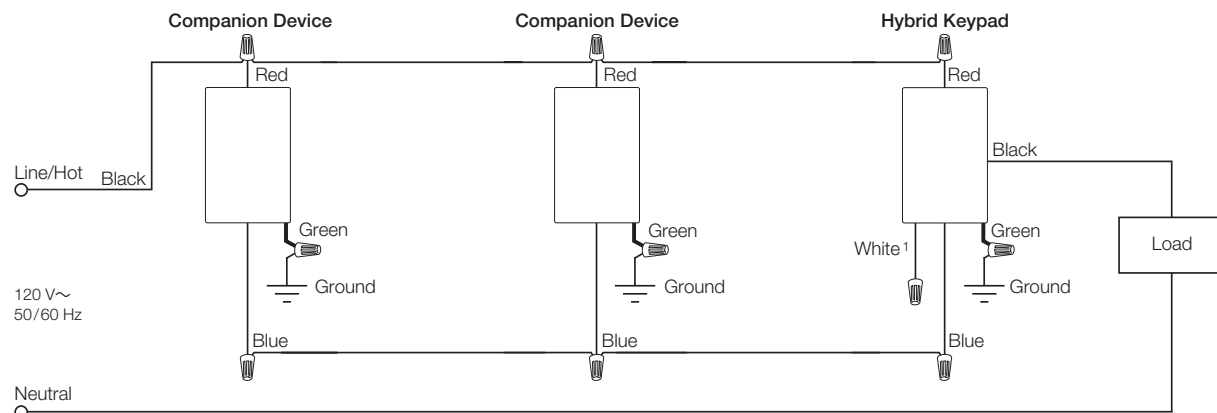 Companion Device
Companion Device
Hybrid Keypad
Red
Red
Red
Line/Hot
Black
Black
Green
Green
White¹
Green
Load
Ground
Ground
Ground
120 V~
50/60 Hz
Blue
Blue
Blue
Neutral